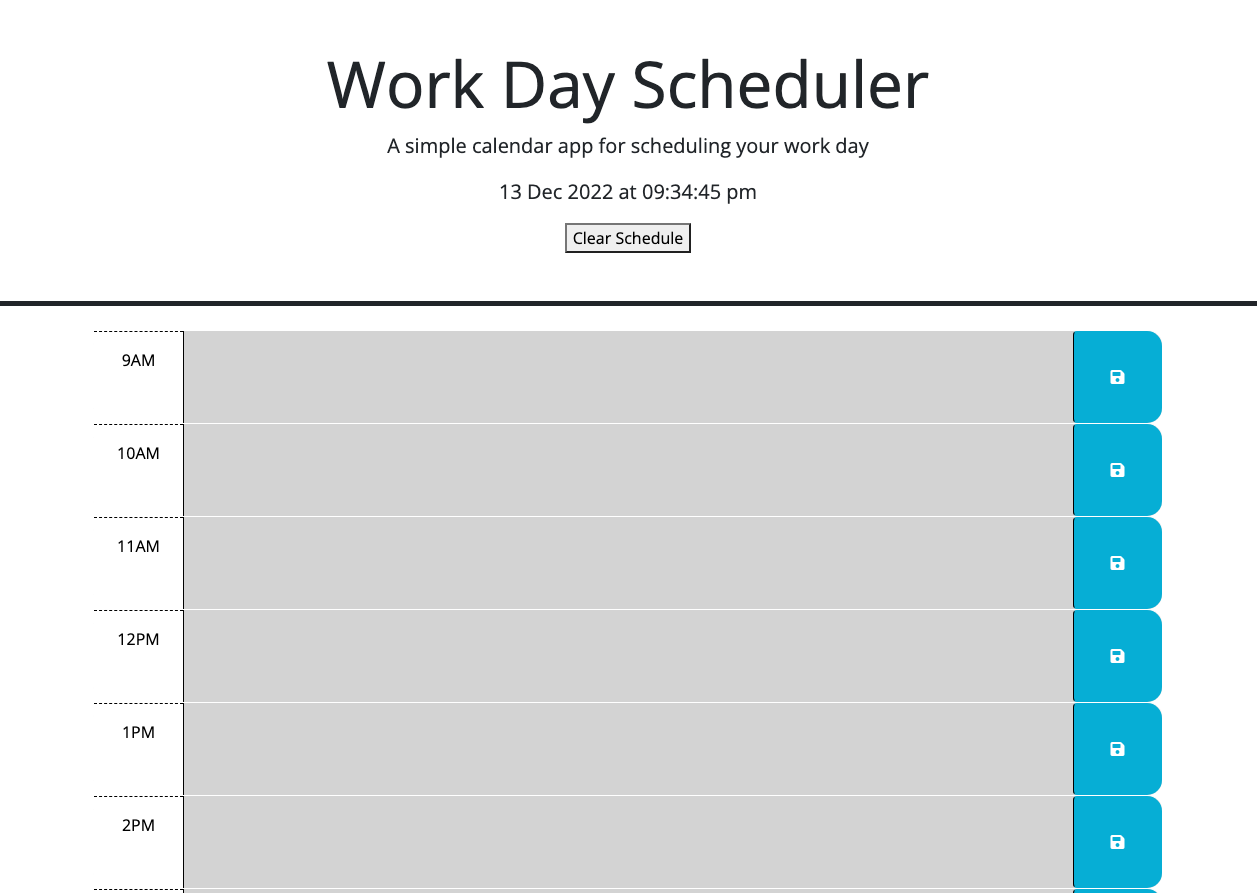 Work Day Scheduler
A simple calendar app for scheduling your work day
13 Dec 2022 at 09:34:45 pm
Clear Schedule
9AM
10AM
11AM
12PM
1PM
2PM